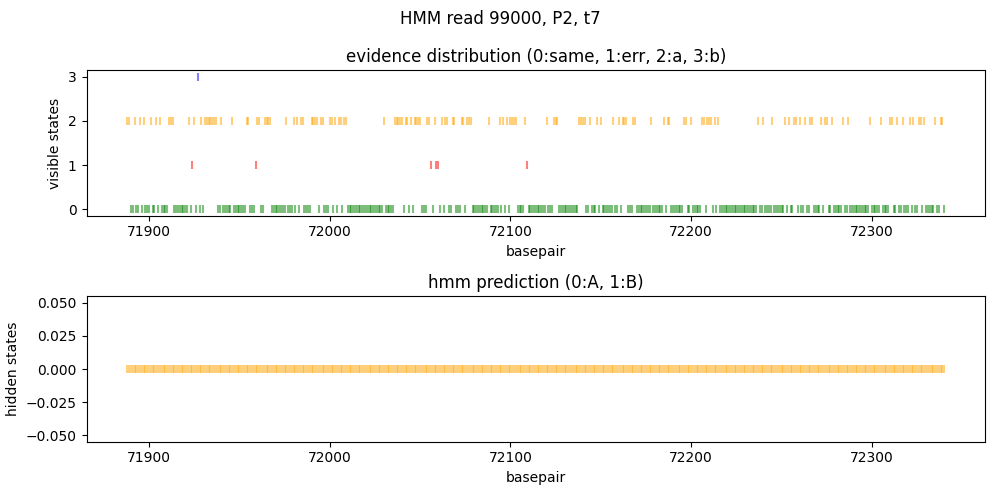 HMM read 99000, P2, t7
evidence distribution (0:same, 1:err, 2:a, 3:b)
3
2
1
0
visible states
71900 72000 72100 72200 72300
basepair
hmm prediction (0:A, 1:B)
0.050
0.025
0.000
−0.025
−0.050
hidden states
71900 72000 72100 72200 72300
basepair